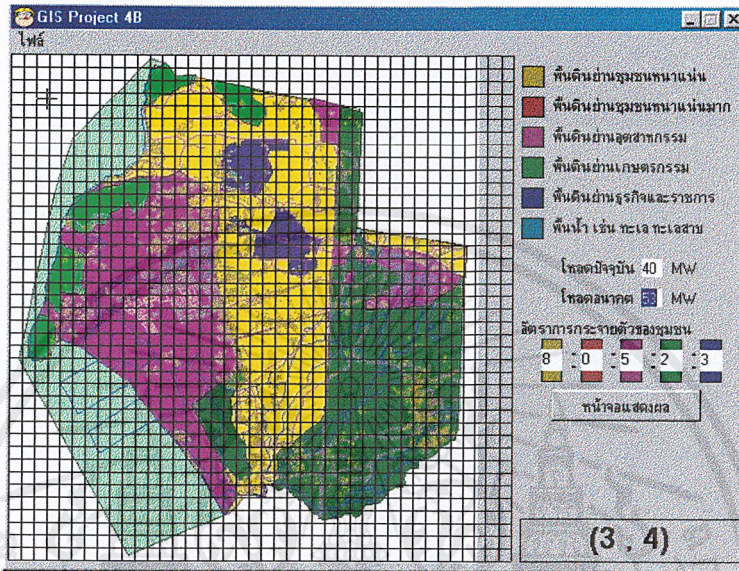 GIS Project 4B
ไฟล์
พื้นดินย่านชุมชนหนาแน่น
พื้นดินย่านชุมชนหนาแน่นมาก
พื้นดินย่านอุตสาหกรรม
พื้นดินย่านเกษตรกรรม
พื้นดินย่านธุรกิจและราชการ
พื้นน้ำ เช่น ทะเล ทะเลสาบ
โหลดปัจจุบัน 40 MW
โหลดอนาคต 53 MW
อัตราการกระจายตัวของชุมชน
8 : 0 : 5 : 2 : 3
หน้าจอแสดงผล
(3 , 4)